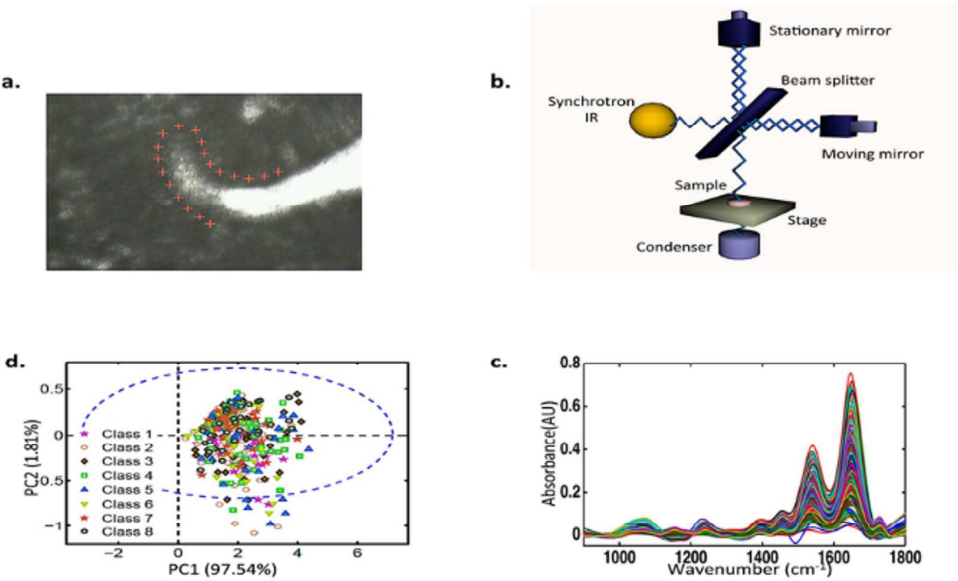 a.
b.
Stationary mirror
Beam splitter
Synchrotron
IR
Moving mirror
Sample
Stage
Condenser
d.
PC2 (1.81%)
0.5
0
-0.5
-1
Class 1
Class 2
Class 3
Class 4
Class 5
Class 6
Class 7
Class 8
-2 0 2 4 6
PC1 (97.54%)
c.
Absorbance(AU)
0.8
0.6
0.4
0.2
0
1000 1200 1400 1600 1800
Wavenumber (cm⁻¹)